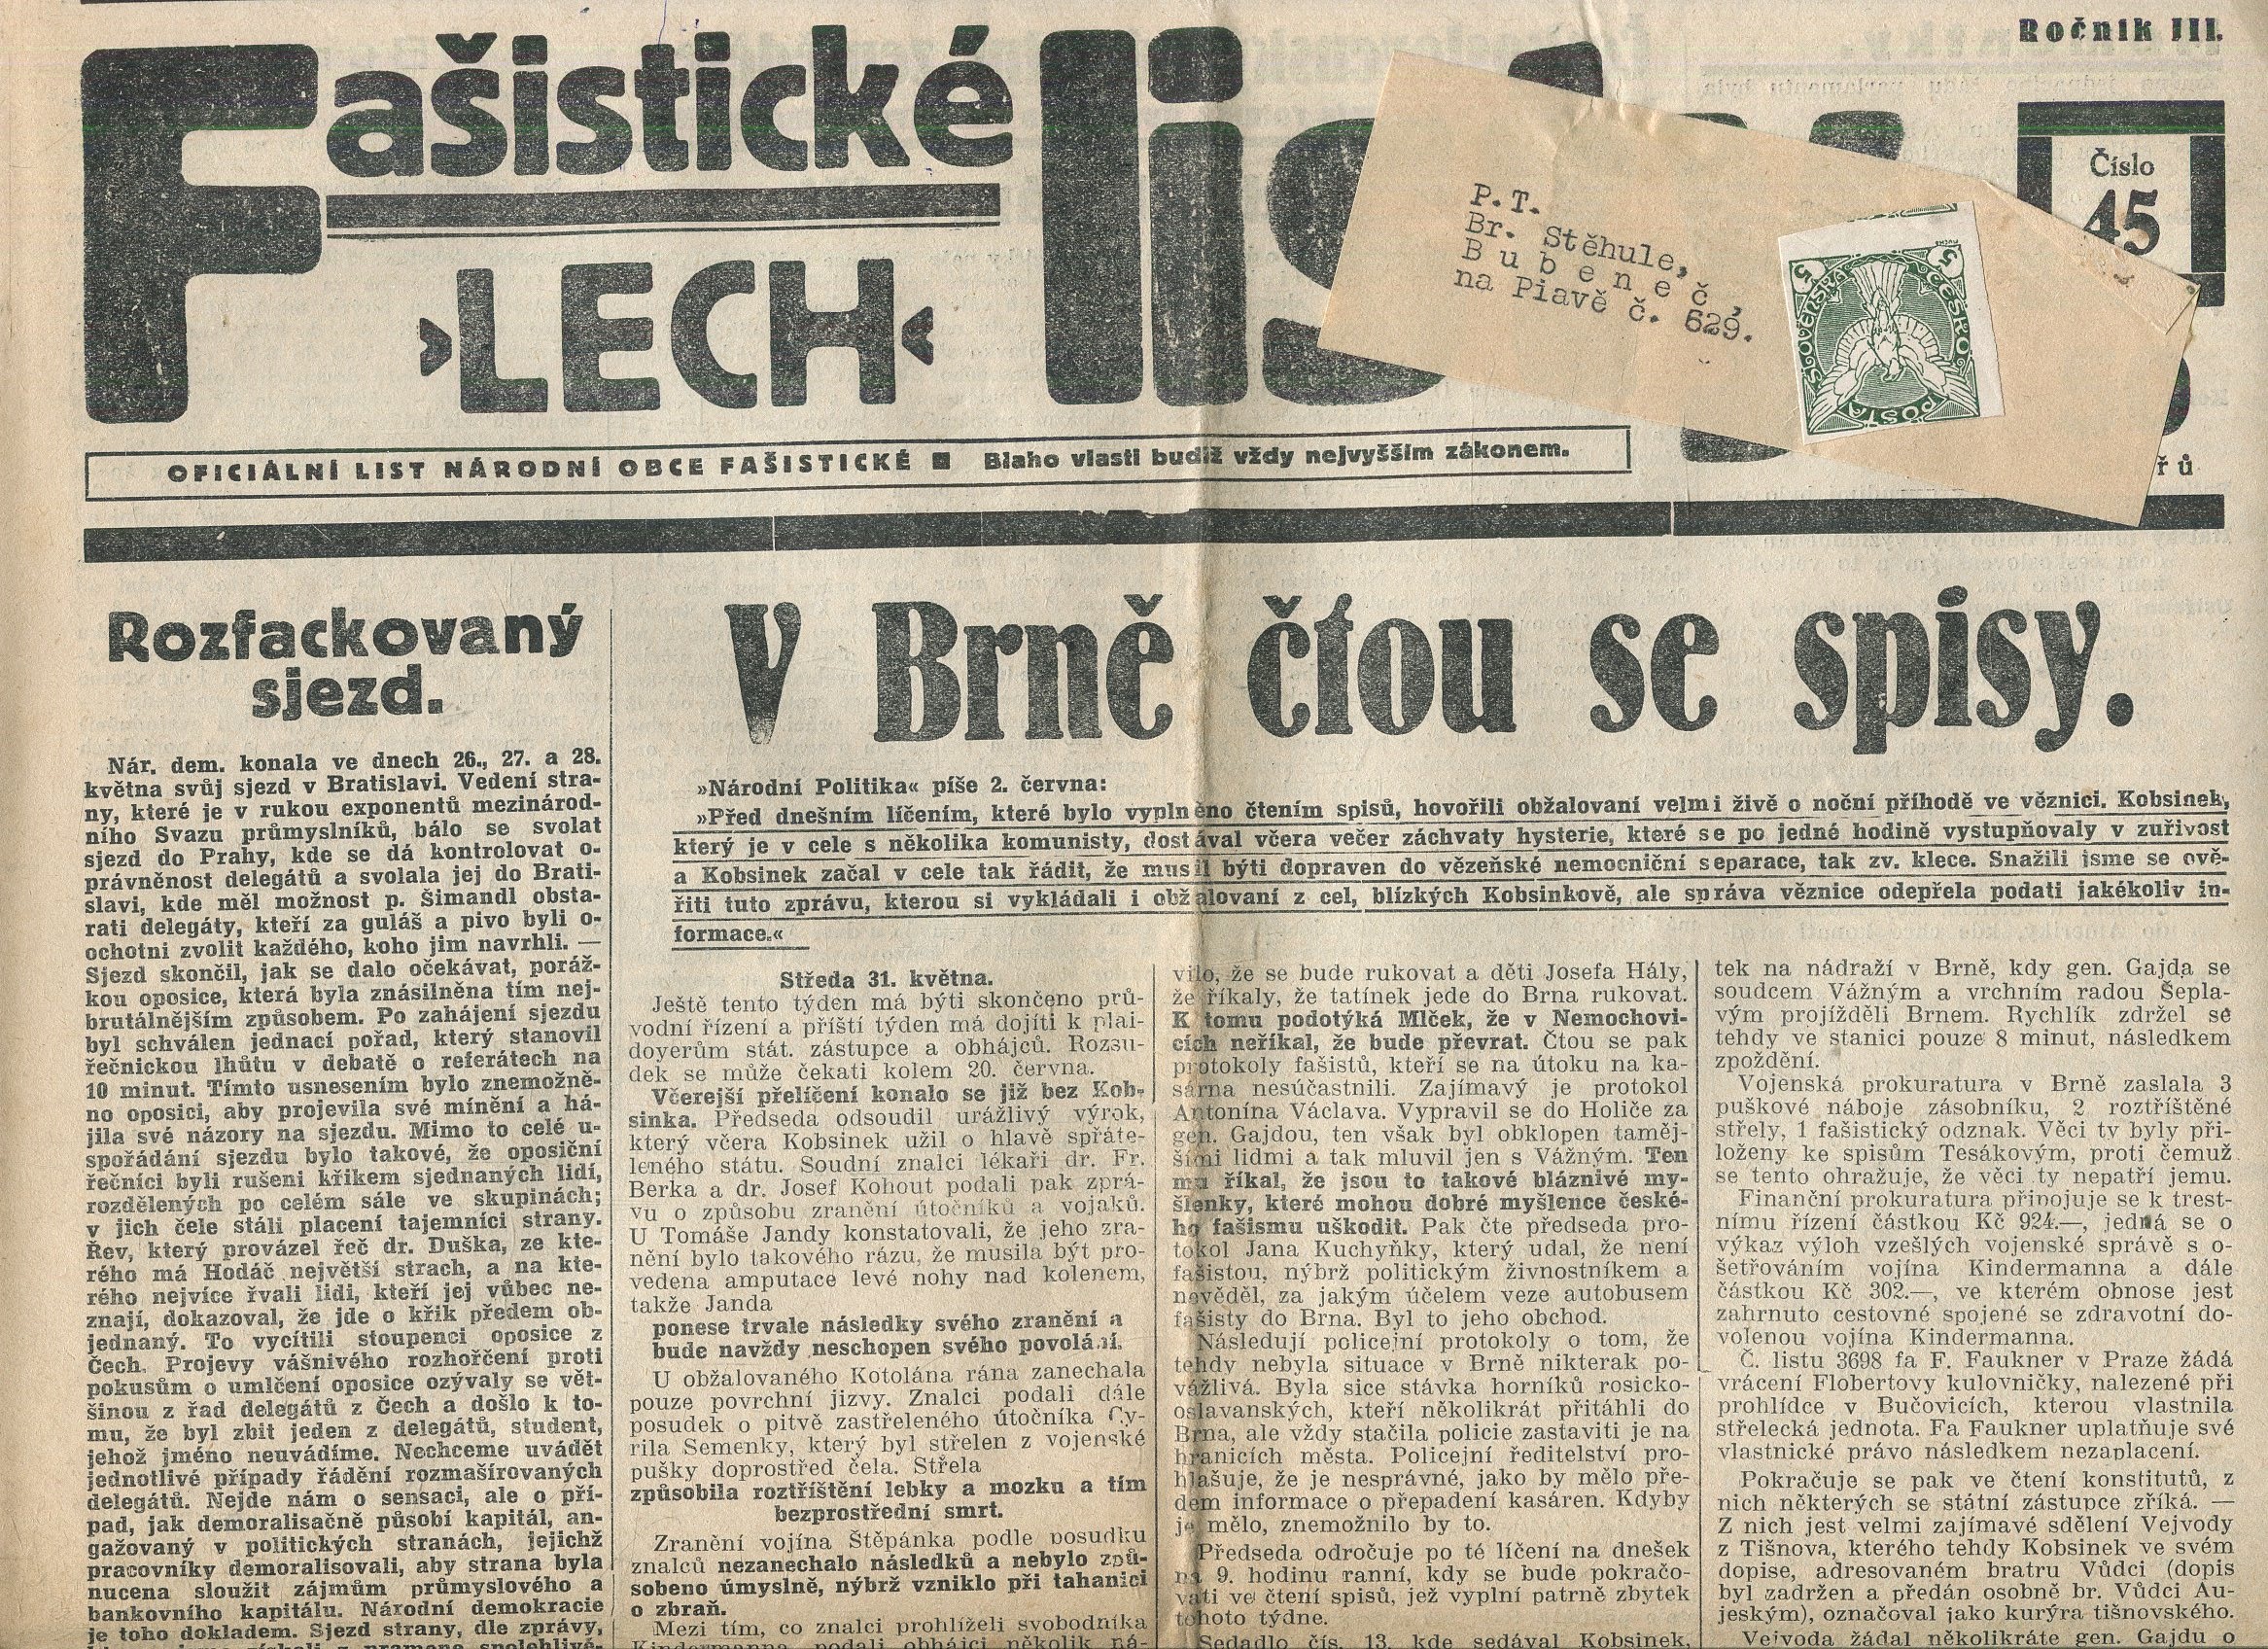 Ročník III.
Fašistické
›LECH‹
Číslo
45
P. T.
Br. Stěhule,
Bubeneč,
na Piavě č. 629.
5
5
ČESKO
SLOVENSKÁ
POŠTA
OFICIÁLNÍ LIST NÁRODNÍ OBCE FAŠISTICKÉ ■ Blaho vlasti budiž vždy nejvyšším zákonem.
Rozfackovaný
sjezd.
Nár. dem. konala ve dnech 26., 27. a 28.
května svůj sjezd v Bratislavi. Vedení stra-
ny, které je v rukou exponentů mezinárod-
ního Svazu průmyslníků, bálo se svolat
sjezd do Prahy, kde se dá kontrolovat o-
právněnost delegátů a svolala jej do Brati-
slavi, kde měl možnost p. Šimandl obsta-
rati delegáty, kteří za guláš a pivo byli o-
ochotni zvolit každého, koho jim navrhli. —
Sjezd skončil, jak se dalo očekávat, poráž-
kou oposice, která byla znásilněna tím nej-
brutálnějším způsobem. Po zahájení sjezdu
byl schválen jednací pořad, který stanovil
řečnickou lhůtu v debatě o referátech na
10 minut. Tímto usnesením bylo znemožně-
no oposici, aby projevila své mínění a há-
jila své názory na sjezdu. Mimo to celé u-
spořádání sjezdu bylo takové, že oposiční
řečníci byli rušeni křikem sjednaných lidí,
rozdělených po celém sále ve skupinách;
v jich čele stáli placení tajemníci strany.
Řev, který provázel řeč dr. Duška, ze kte-
rého má Hodáč největší strach, a na kte-
rého nejvíce řvali lidi, kteří jej vůbec ne-
znají, dokazoval, že jde o křik předem ob-
jednaný. To vycítili stoupenci oposice z
Čech. Projevy vášnivého rozhořčení proti
pokusům o umlčení oposice ozývaly se vět-
šinou z řad delegátů z Čech a došlo k to-
mu, že byl zbit jeden z delegátů, student,
jehož jméno neuvádíme. Nechceme uvádět
jednotlivé případy řádění rozmašírovaných
delegátů. Nejde nám o sensaci, ale o pří-
pad, jak demoralisačně působí kapitál, an-
gažovaný v politických stranách, jejichž
pracovníky demoralisovali, aby strana byla
nucena sloužit zájmům průmyslového a
bankovního kapitálu. Národní demokracie
je toho dokladem. Sjezd strany, dle zprávy,
V Brně čtou se spisy.
»Národní Politika« píše 2. června:
»Před dnešním líčením, které bylo vyplněno čtením spisů, hovořili obžalovaní velmi živě o noční příhodě ve věznici. Kobsinek,
který je v cele s několika komunisty, dostával včera večer záchvaty hysterie, které se po jedné hodině vystupňovaly v zuřivost
a Kobsinek začal v cele tak řádit, že musil býti dopraven do vězeňské nemocniční separace, tak zv. klece. Snažili jsme se ově-
řiti tuto zprávu, kterou si vykládali i obžalovaní z cel, blízkých Kobsinkově, ale správa věznice odepřela podati jakékoliv in-
formace.«
Středa 31. května.
Ještě tento týden má býti skončeno prů-
vodní řízení a příští týden má dojíti k plai-
doyerům stát. zástupce a obhájců. Rozsu-
dek se může čekati kolem 20. června.
Včerejší přelíčení konalo se již bez Kob-
sinka. Předseda odsoudil urážlivý výrok,
který včera Kobsinek užil o hlavě spřáte-
leného státu. Soudní znalci lékaři dr. Fr.
Berka a dr. Josef Kohout podali pak zprá-
vu o způsobu zranění útočníků a vojaků.
U Tomáše Jandy konstatovali, že jeho zra-
nění bylo takového rázu, že musila být pro-
vedena amputace levé nohy nad kolenem,
takže Janda
ponese trvale následky svého zranění a
bude navždy neschopen svého povolání.
U obžalovaného Kotolána rána zanechala
pouze povrchní jizvy. Znalci podali dále
posudek o pitvě zastřeleného útočníka Cy-
rila Semenky, který byl střelen z vojenské
pušky doprostřed čela. Střela
způsobila roztříštění lebky a mozku a tím
bezprostřední smrt.
Zranění vojína Štěpánka podle posudku
znalců nezanechalo následků a nebylo způ-
sobeno úmyslně, nýbrž vzniklo při tahanici
o zbraň.
Mezi tím, co znalci prohlíželi svobodníka
Kindermanna, podali obhájci několik ná-
vilo, že se bude rukovat a děti Josefa Hály,
že říkaly, že tatínek jede do Brna rukovat.
K tomu podotýká Mlček, že v Nemochovi-
cích neříkal, že bude převrat. Čtou se pak
protokoly fašistů, kteří se na útoku na ka-
sárna nesúčastnili. Zajímavý je protokol
Antonína Václava. Vypravil se do Holiče za
gen. Gajdou, ten však byl obklopen taměj-
šími lidmi a tak mluvil jen s Vážným. Ten
mu říkal, že jsou to takové bláznivé my-
šlenky, které mohou dobré myšlence české-
ho fašismu uškodit. Pak čte předseda pro-
tokol Jana Kuchyňky, který udal, že není
fašistou, nýbrž politickým živnostníkem a
nevěděl, za jakým účelem veze autobusem
fašisty do Brna. Byl to jeho obchod.
Následují policejní protokoly o tom, že
tehdy nebyla situace v Brně nikterak po-
vážlivá. Byla sice stávka horníků rosicko-
oslavanských, kteří několikrát přitáhli do
Brna, ale vždy stačila policie zastaviti je na
hranicích města. Policejní ředitelství pro-
hlašuje, že je nesprávné, jako by mělo pře-
dem informace o přepadení kasáren. Kdyby
je mělo, znemožnilo by to.
Předseda odročuje po té líčení na dnešek
na 9. hodinu ranní, kdy se bude pokračo-
vati ve čtení spisů, jež vyplní patrně zbytek
tohoto týdne.
Sedadlo čís. 13, kde sedával Kobsinek,
tek na nádraží v Brně, kdy gen. Gajda se
soudcem Vážným a vrchním radou Šepla-
vým projížděli Brnem. Rychlík zdržel se
tehdy ve stanici pouze 8 minut, následkem
zpoždění.
Vojenská prokuratura v Brně zaslala 3
puškové náboje zásobníku, 2 roztříštěné
střely, 1 fašistický odznak. Věci ty byly při-
loženy ke spisům Tesákovým, proti čemuž
se tento ohražuje, že věci ty nepatří jemu.
Finanční prokuratura připojuje se k trest-
nímu řízení částkou Kč 924.—, jedná se o
výkaz výloh vzešlých vojenské správě s o-
šetřováním vojína Kindermanna a dále
částkou Kč 302.—, ve kterém obnose jest
zahrnuto cestovné spojené se zdravotní do-
volenou vojína Kindermanna.
Č. listu 3698 fa F. Faukner v Praze žádá
vrácení Flobertovy kulovničky, nalezené při
prohlídce v Bučovicích, kterou vlastnila
střelecká jednota. Fa Faukner uplatňuje své
vlastnické právo následkem nezaplacení.
Pokračuje se pak ve čtení konstitutů, z
nich některých se státní zástupce zříká. —
Z nich jest velmi zajímavé sdělení Vejvody
z Tišnova, kterého tehdy Kobsinek ve svém
dopise, adresovaném bratru Vůdci (dopis
byl zadržen a předán osobně br. Vůdci Au-
jeským), označoval jako kurýra tišnovského.
Vejvoda žádal několikráte gen. Gajdu o